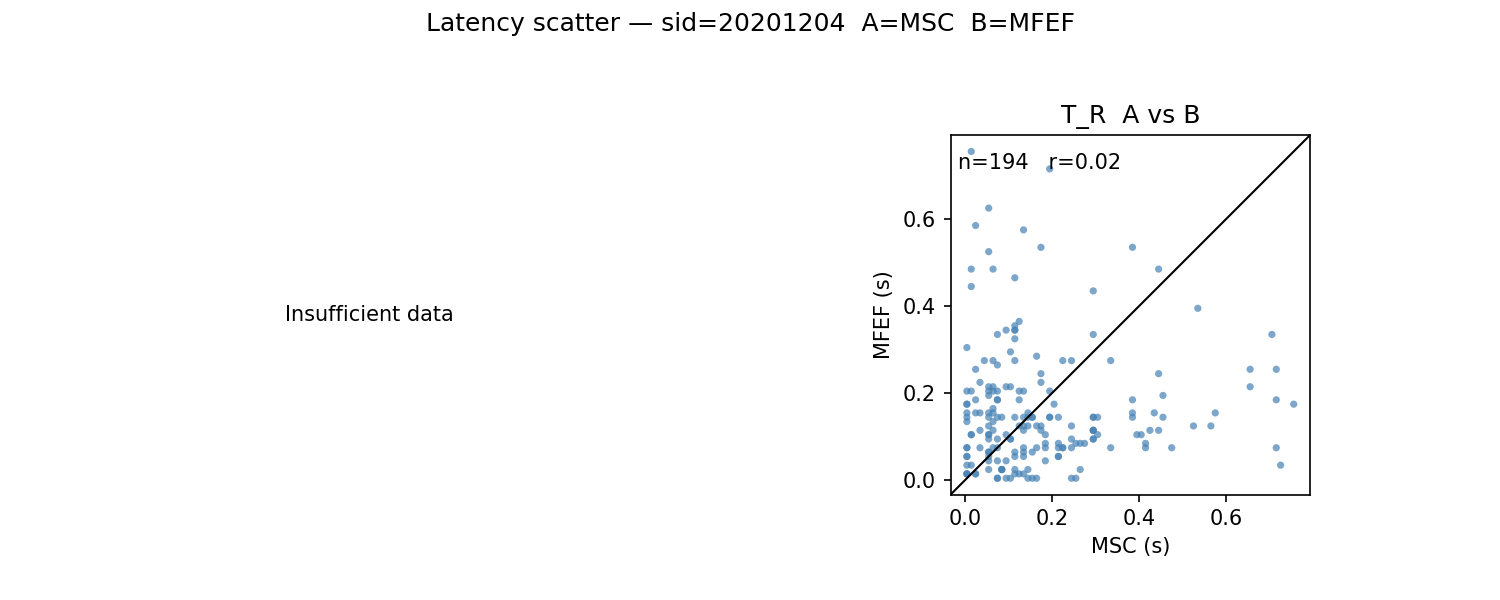 Latency scatter — sid=20201204  A=MSC  B=MFEF
Insufficient data
T_R  A vs B
n=194   r=0.02
MFEF (s)
0.6
0.4
0.2
0.0
0.0 0.2 0.4 0.6
MSC (s)